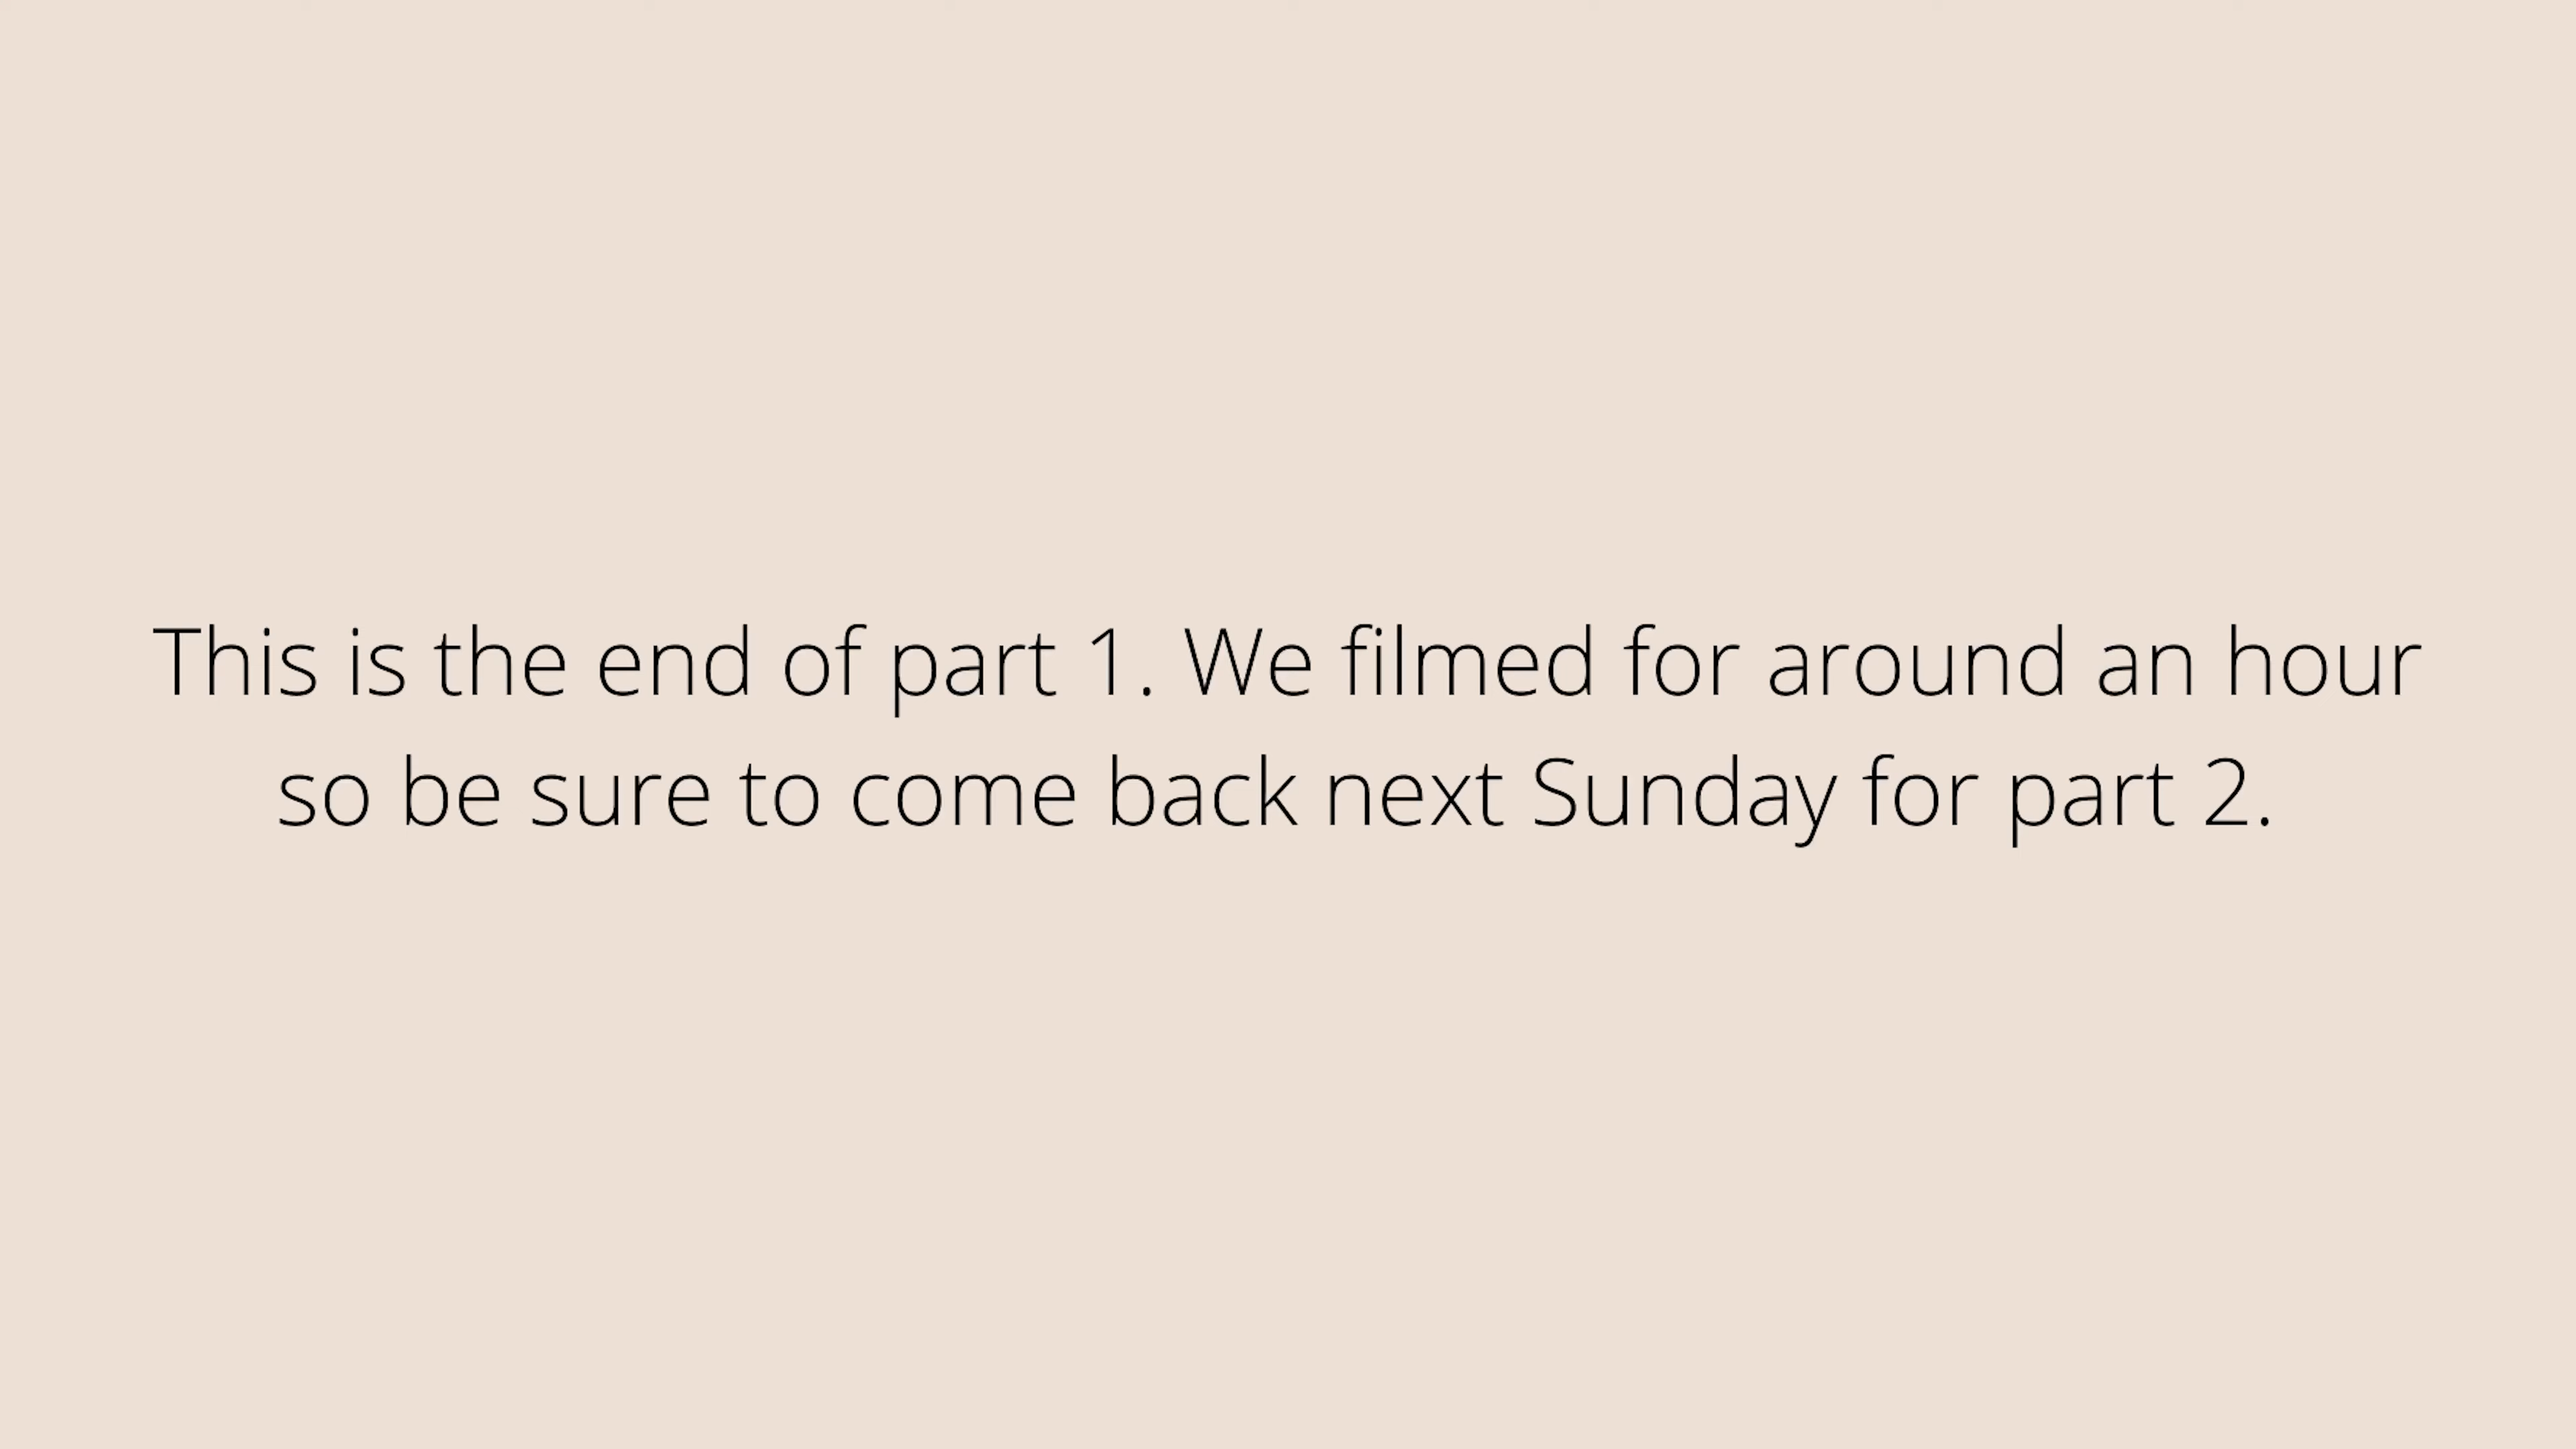 This is the end of part 1. We filmed for around an hour
so be sure to come back next Sunday for part 2.